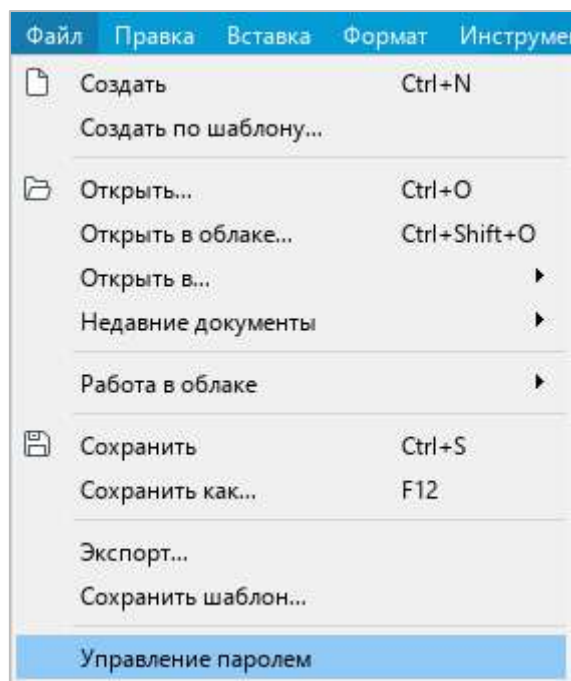 Файл Правка Вставка Формат Инструме
Создать Ctrl+N
Создать по шаблону...
Открыть... Ctrl+O
Открыть в облаке... Ctrl+Shift+O
Открыть в...
Недавние документы
Работа в облаке
Сохранить Ctrl+S
Сохранить как... F12
Экспорт...
Сохранить шаблон...
Управление паролем